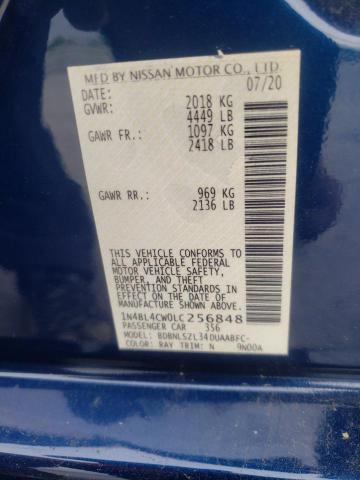 MFD BY NISSAN MOTOR CO., LTD.
DATE: 07/20
GVWR: 2018 KG
4449 LB
GAWR FR.: 1097 KG
2418 LB
GAWR RR.: 969 KG
2136 LB
THIS VEHICLE CONFORMS TO
ALL APPLICABLE FEDERAL
MOTOR VEHICLE SAFETY,
BUMPER, AND THEFT
PREVENTION STANDARDS IN
EFFECT ON THE DATE OF
MANUFACTURE SHOWN ABOVE.
1N4BL4CW0LC256848
PASSENGER CAR 356
MODEL: BDBNLSZL34DUAABFC-
COLOR: RAY TRIM: N 9N00A